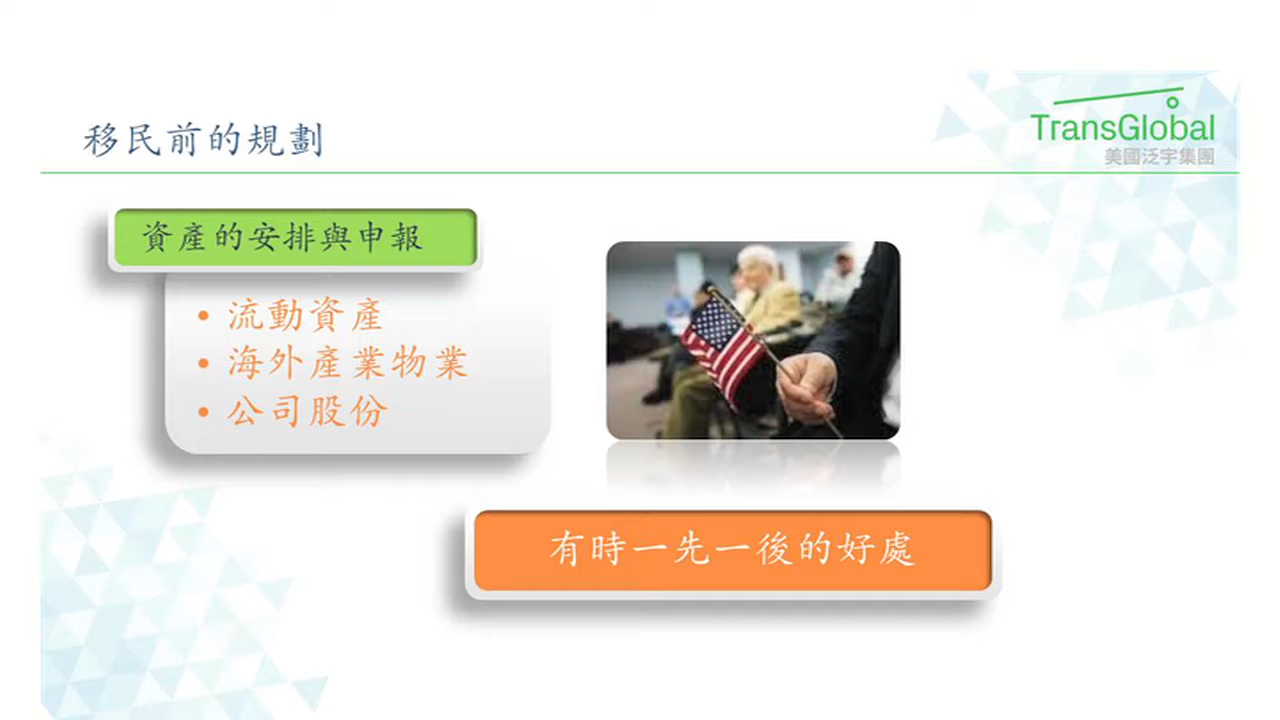 移民前的規劃
TransGlobal
美國泛宇集團
資產的安排與申報
• 流動資產
• 海外產業物業
• 公司股份
有時一先一後的好處